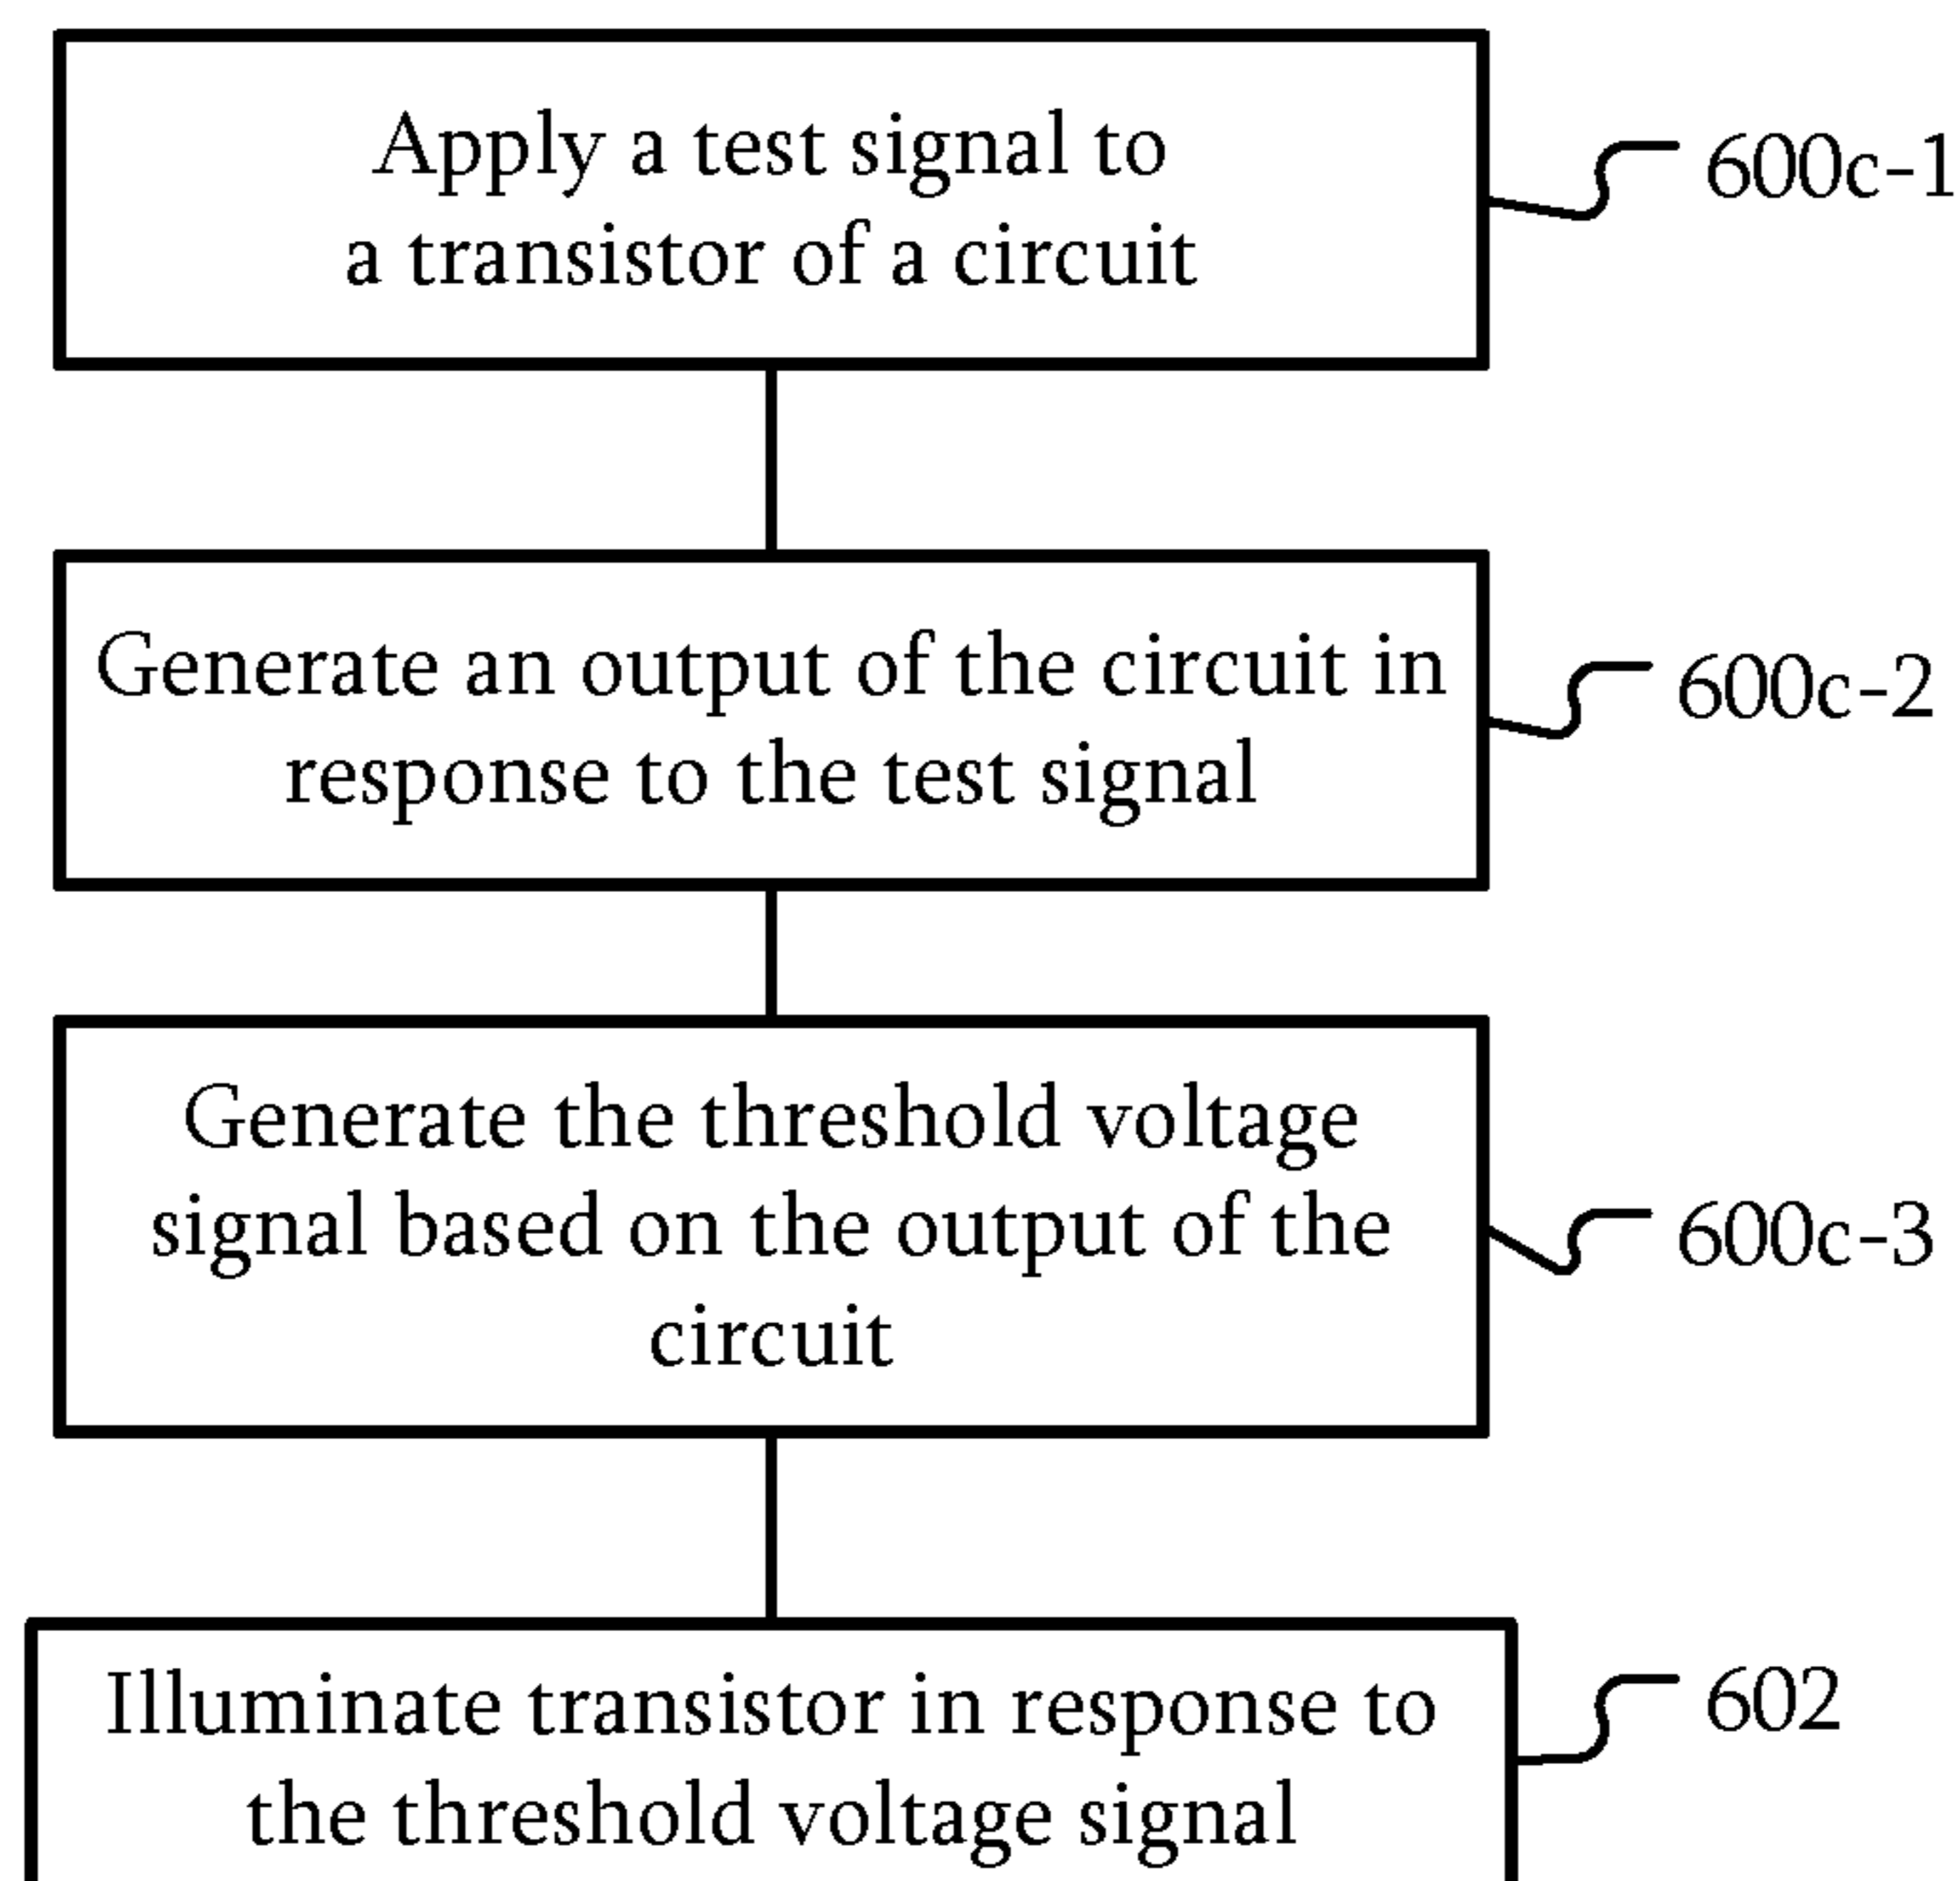 Apply a test signal to
a transistor of a circuit
600c-1
Generate an output of the circuit in
response to the test signal
600c-2
Generate the threshold voltage
signal based on the output of the
circuit
600c-3
Illuminate transistor in response to
the threshold voltage signal
602